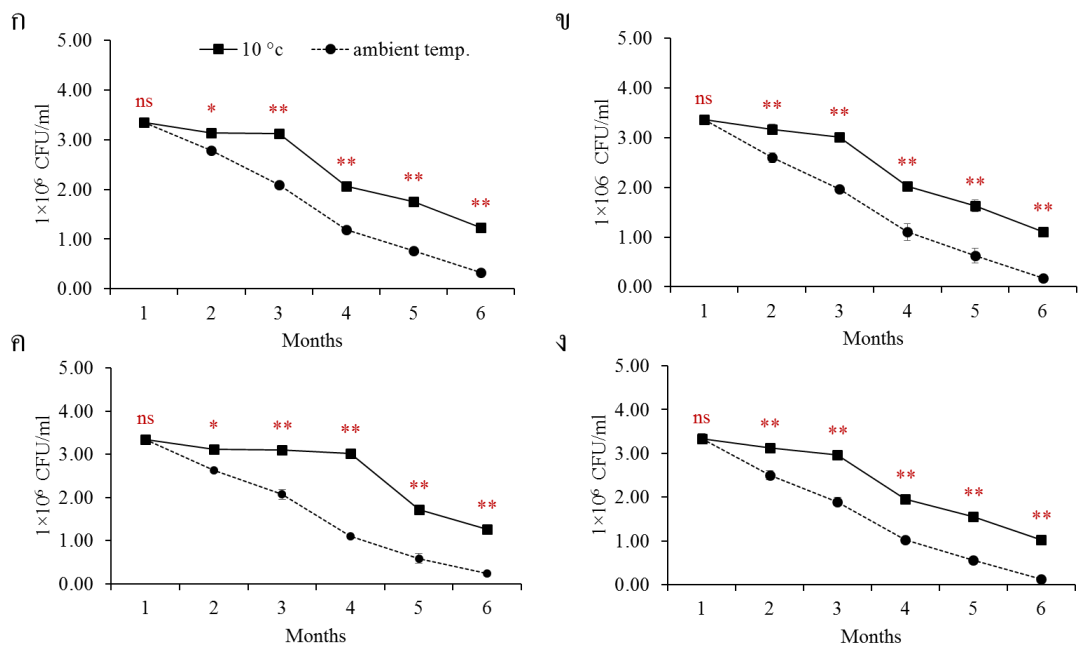 ก
5.00
4.00
3.00
2.00
1.00
0.00
1×10⁶ CFU/ml
10 °c
ambient temp.
ns
*
**
**
**
**
1 2 3 4 5 6
Months
ข
5.00
4.00
3.00
2.00
1.00
0.00
1×106 CFU/ml
ns
**
**
**
**
**
1 2 3 4 5 6
Months
ค
5.00
4.00
3.00
2.00
1.00
0.00
1×10⁶ CFU/ml
ns
*
**
**
**
**
1 2 3 4 5 6
Months
ง
5.00
4.00
3.00
2.00
1.00
0.00
1×10⁶ CFU/ml
ns
**
**
**
**
**
1 2 3 4 5 6
Months